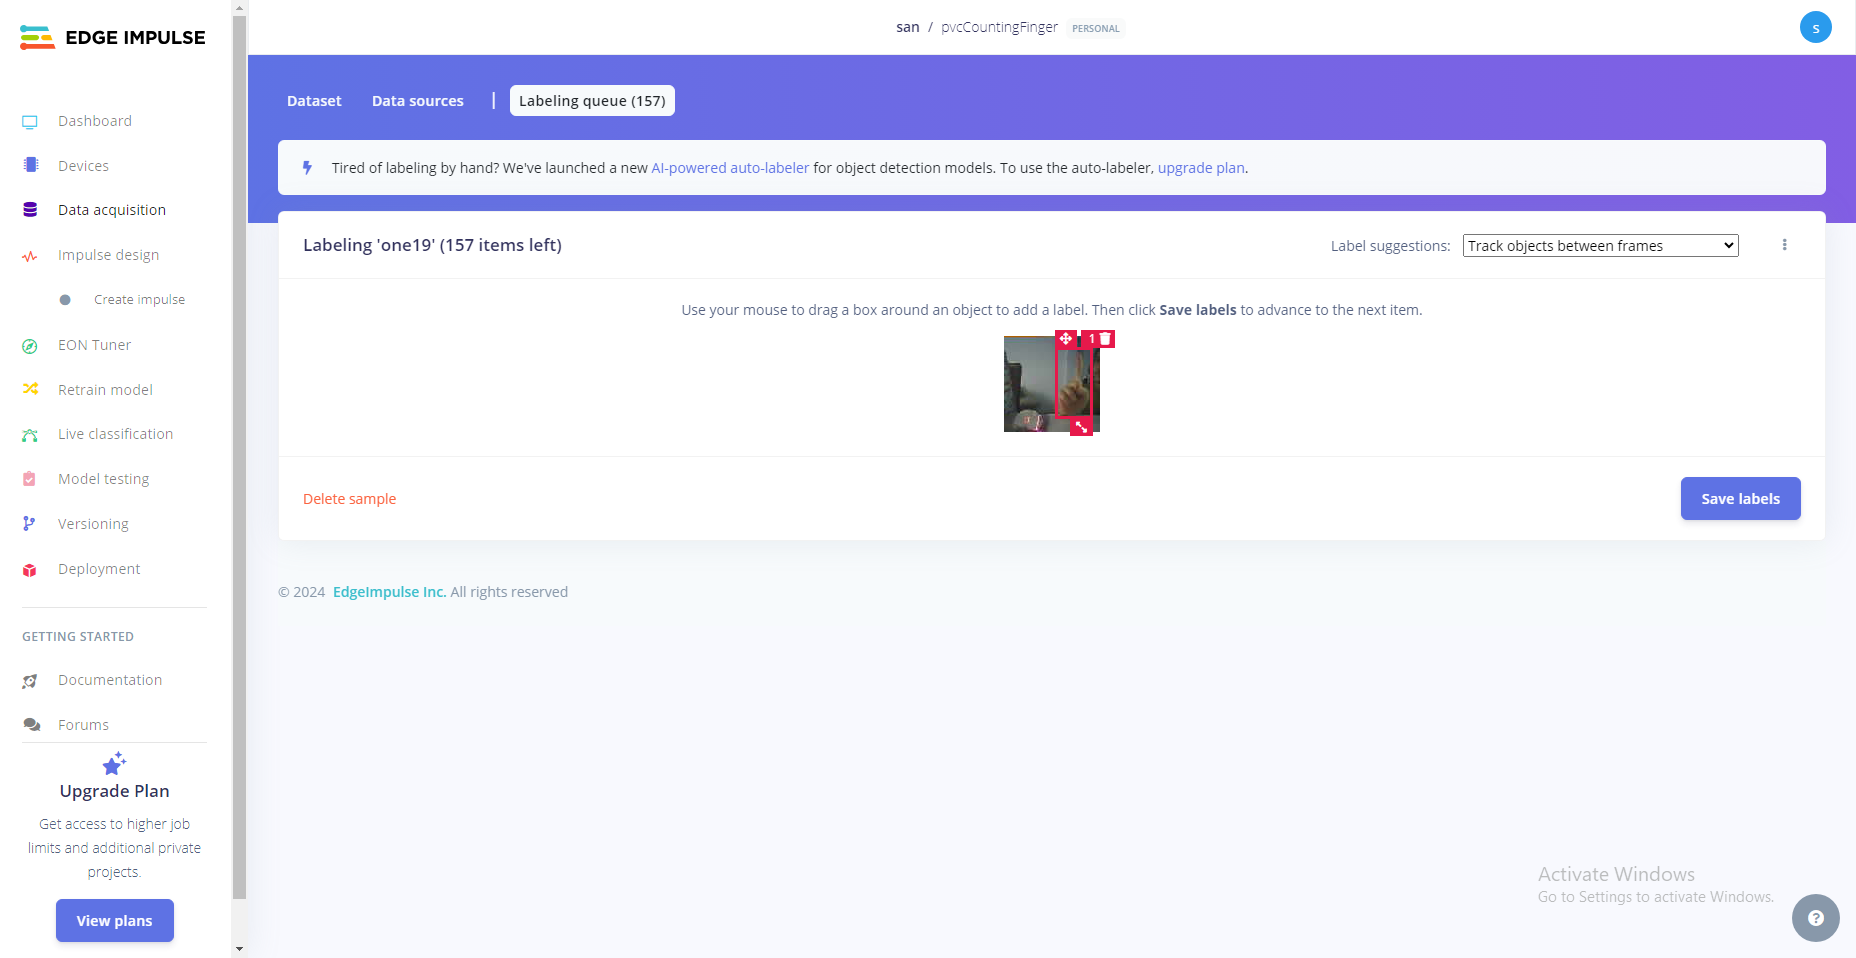 EDGE IMPULSE
san / pvcCountingFinger PERSONAL
s
Dashboard
Devices
Data acquisition
Impulse design
Create impulse
EON Tuner
Retrain model
Live classification
Model testing
Versioning
Deployment
GETTING STARTED
Documentation
Forums
Upgrade Plan
Get access to higher job
limits and additional private
projects.
View plans
Dataset
Data sources
|
Labeling queue (157)
Tired of labeling by hand? We've launched a new AI-powered auto-labeler for object detection models. To use the auto-labeler, upgrade plan.
Labeling 'one19' (157 items left)
Label suggestions:
Track objects between frames
Use your mouse to drag a box around an object to add a label. Then click Save labels to advance to the next item.
1
Delete sample
Save labels
© 2024 EdgeImpulse Inc. All rights reserved
Activate Windows
Go to Settings to activate Windows.
?